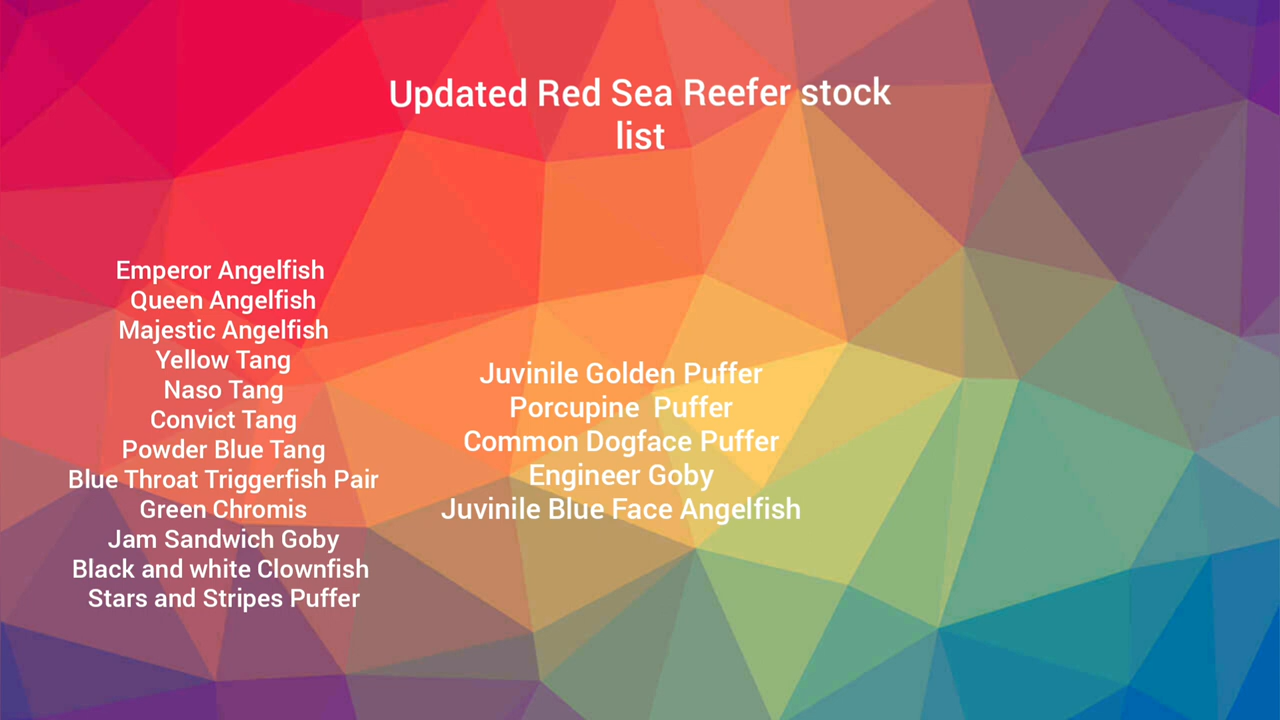 Updated Red Sea Reefer stock
list
Emperor Angelfish
Queen Angelfish
Majestic Angelfish
Yellow Tang
Naso Tang
Convict Tang
Powder Blue Tang
Blue Throat Triggerfish Pair
Green Chromis
Jam Sandwich Goby
Black and white Clownfish
Stars and Stripes Puffer
Juvinile Golden Puffer
Porcupine  Puffer
Common Dogface Puffer
Engineer Goby
Juvinile Blue Face Angelfish